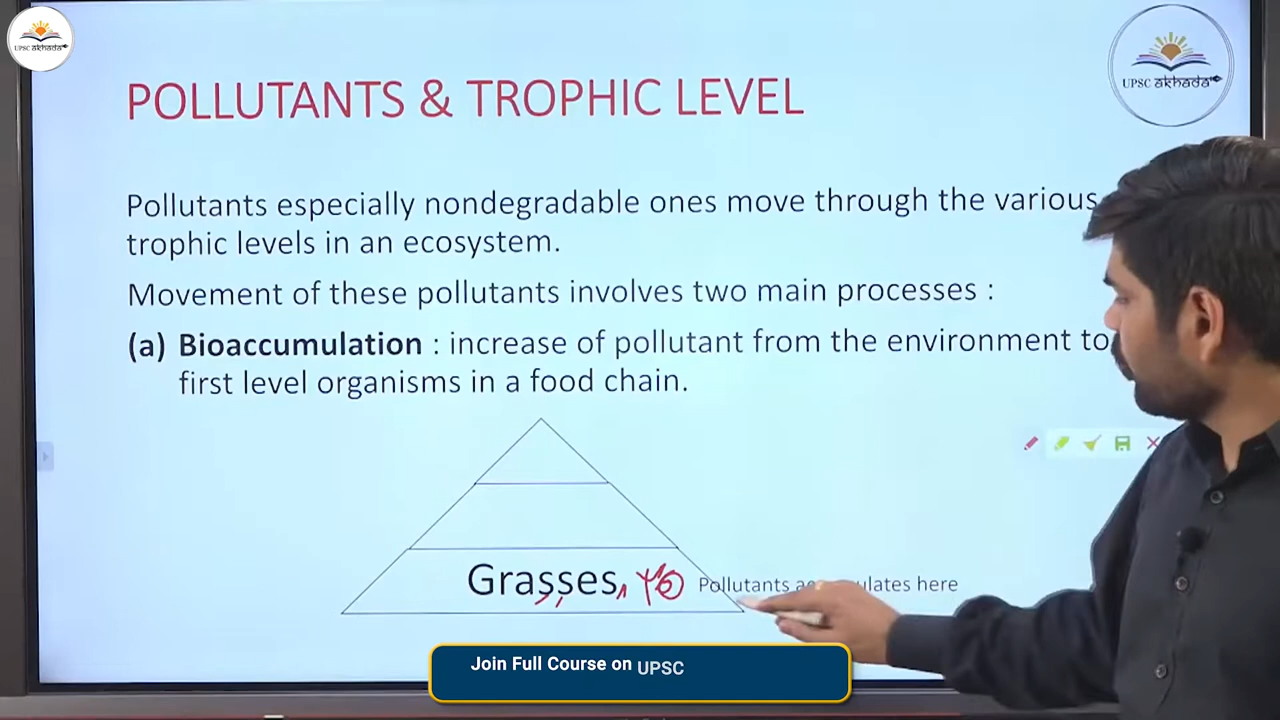 UPSC akhada
UPSC akhada
POLLUTANTS & TROPHIC LEVEL
Pollutants especially nondegradable ones move through the various
trophic levels in an ecosystem.
Movement of these pollutants involves two main processes :
(a) Bioaccumulation : increase of pollutant from the environment to
first level organisms in a food chain.
Grasses
Pollutants here
Join Full Course on UPSC